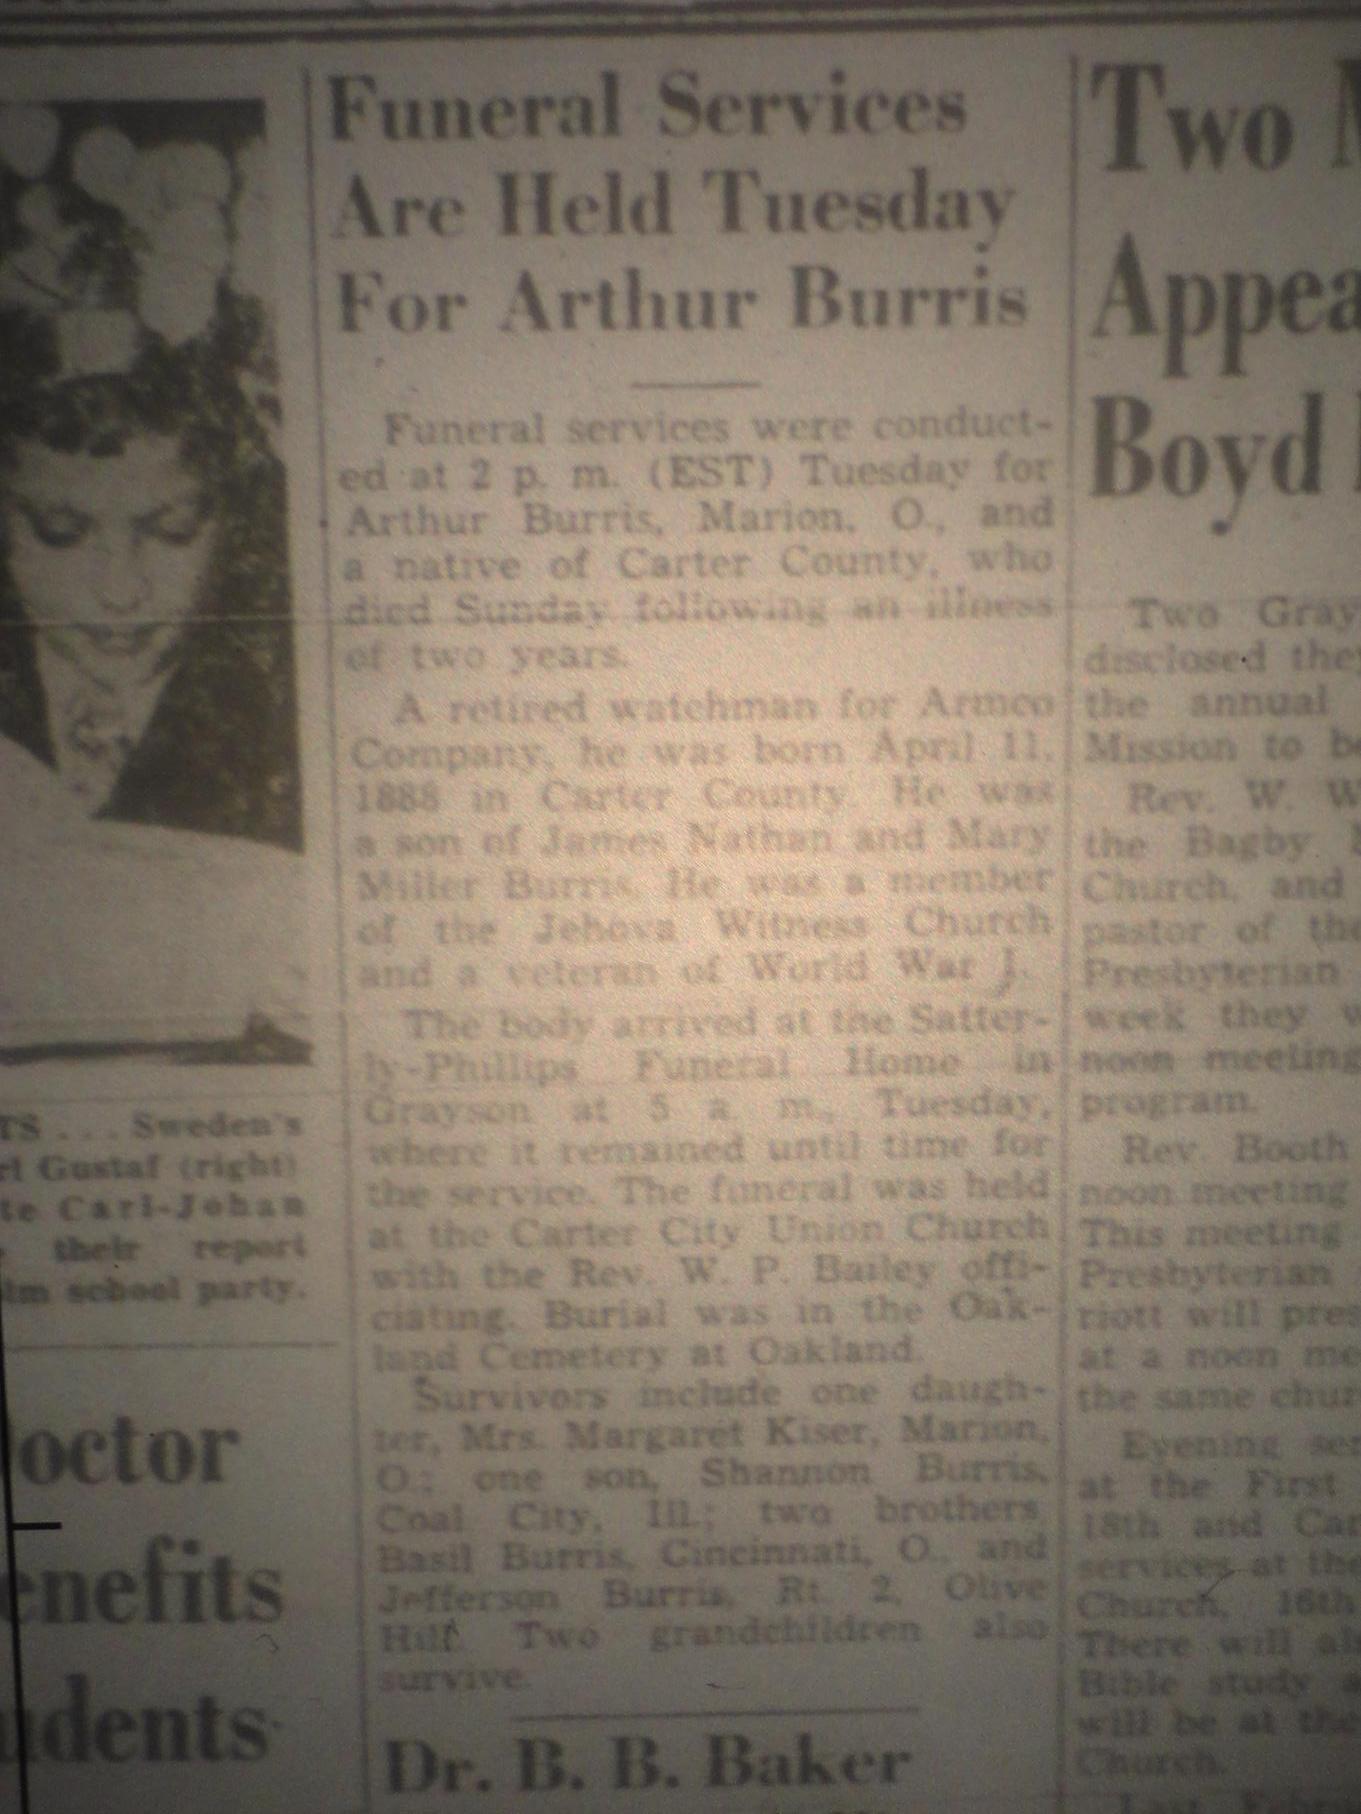 TS . . . Sweden's
rl Gustaf (right)
te Carl-Johan
their report
lm school party.
octor
enefits
udents
Funeral Services
Are Held Tuesday
For Arthur Burris
Funeral services were conduct-
ed at 2 p. m. (EST) Tuesday for
Arthur Burris, Marion, O., and
a native of Carter County, who
died Sunday following an illness
of two years.
A retired watchman for Armco
Company, he was born April 11,
1888 in Carter County. He was
a son of James Nathan and Mary
Miller Burris. He was a member
of the Jehova Witness Church
and a veteran of World War I.
The body arrived at the Satter-
ly-Phillips Funeral Home in
Grayson at 5 a. m., Tuesday,
where it remained until time for
the service. The funeral was held
at the Carter City Union Church
with the Rev. W. P. Bailey offi-
ciating. Burial was in the Oak-
land Cemetery at Oakland.
Survivors include one daugh-
ter, Mrs. Margaret Kiser, Marion,
O.; one son, Shannon Burris,
Coal City, Ill.; two brothers
Basil Burris, Cincinnati, O., and
Jefferson Burris, Rt. 2, Olive
Hill. Two grandchildren also
survive.
Dr. B. B. Baker
Two
Appea
Boyd
Two Gray
disclosed they
the annual
Mission to be
Rev. W. W
the Bagby
Church, and
pastor of the
Presbyterian
week they w
noon meeting
program.
Rev. Booth
noon meeting
This meeting
Presbyterian
riott will pres
at a noon me
the same chur
Evening ser
at the First
18th and Car
services at the
Church, 16th
There will al
Bible study a
will be at the
Church.